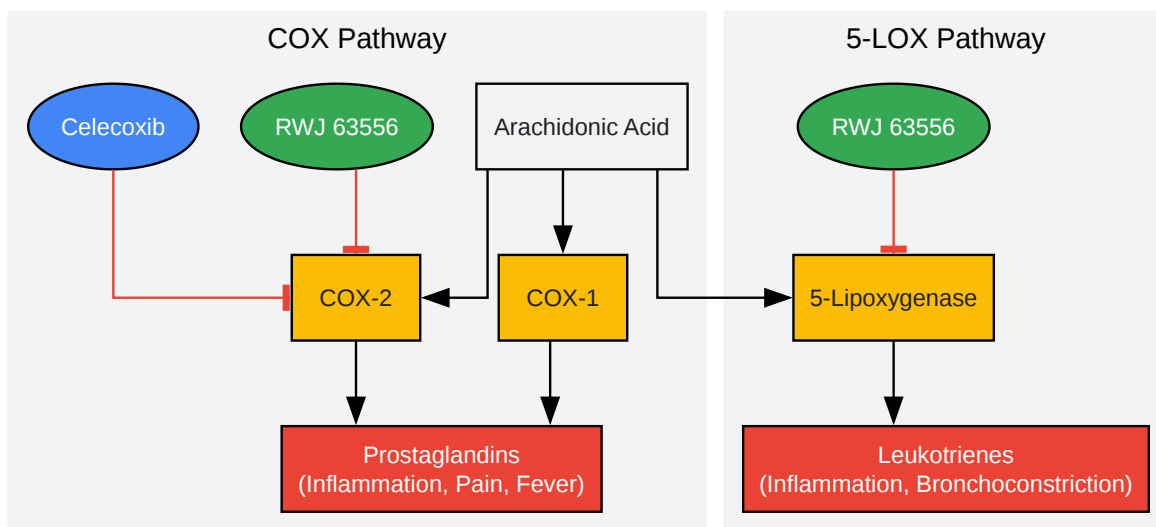 COX Pathway
5-LOX Pathway
Celecoxib
RWJ 63556
Arachidonic Acid
RWJ 63556
COX-2
COX-1
5-Lipoxygenase
Prostaglandins
(Inflammation, Pain, Fever)
Leukotrienes
(Inflammation, Bronchoconstriction)